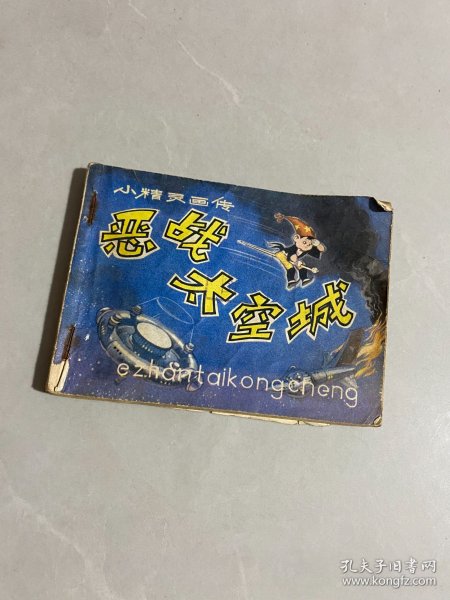 小精灵画传
恶战
太空城
ezhantaikongcheng
孔夫子旧书网
www.kongfz.com